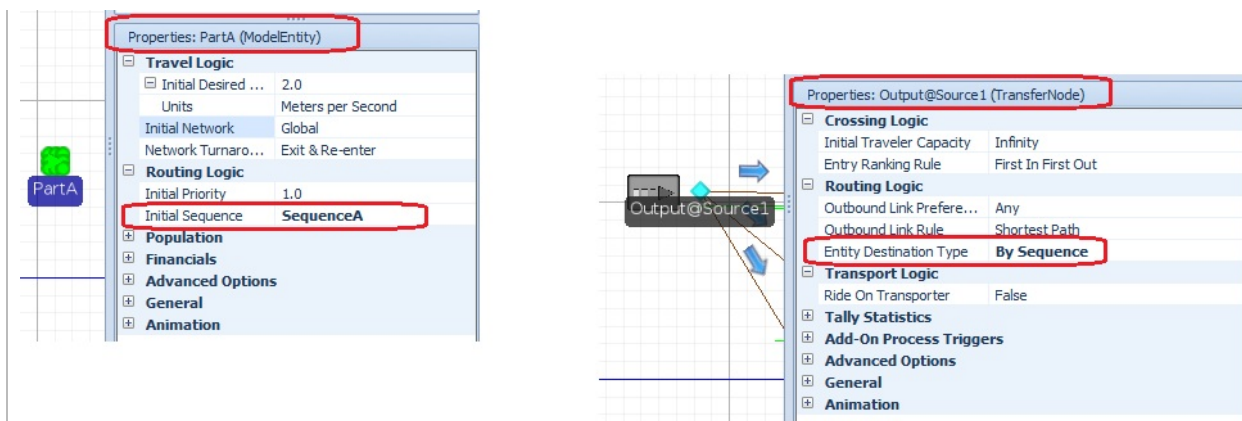 Properties: PartA (ModelEntity)
Travel Logic
Initial Desired ... 2.0
Units Meters per Second
Initial Network Global
Network Turnaro... Exit & Re-enter
Routing Logic
Initial Priority 1.0
Initial Sequence SequenceA
Population
Financials
Advanced Options
General
Animation
PartA
Properties: Output@Source1 (TransferNode)
Crossing Logic
Initial Traveler Capacity Infinity
Entry Ranking Rule First In First Out
Routing Logic
Outbound Link Prefere... Any
Outbound Link Rule Shortest Path
Entity Destination Type By Sequence
Transport Logic
Ride On Transporter False
Tally Statistics
Add-On Process Triggers
Advanced Options
General
Animation
Output@Source1